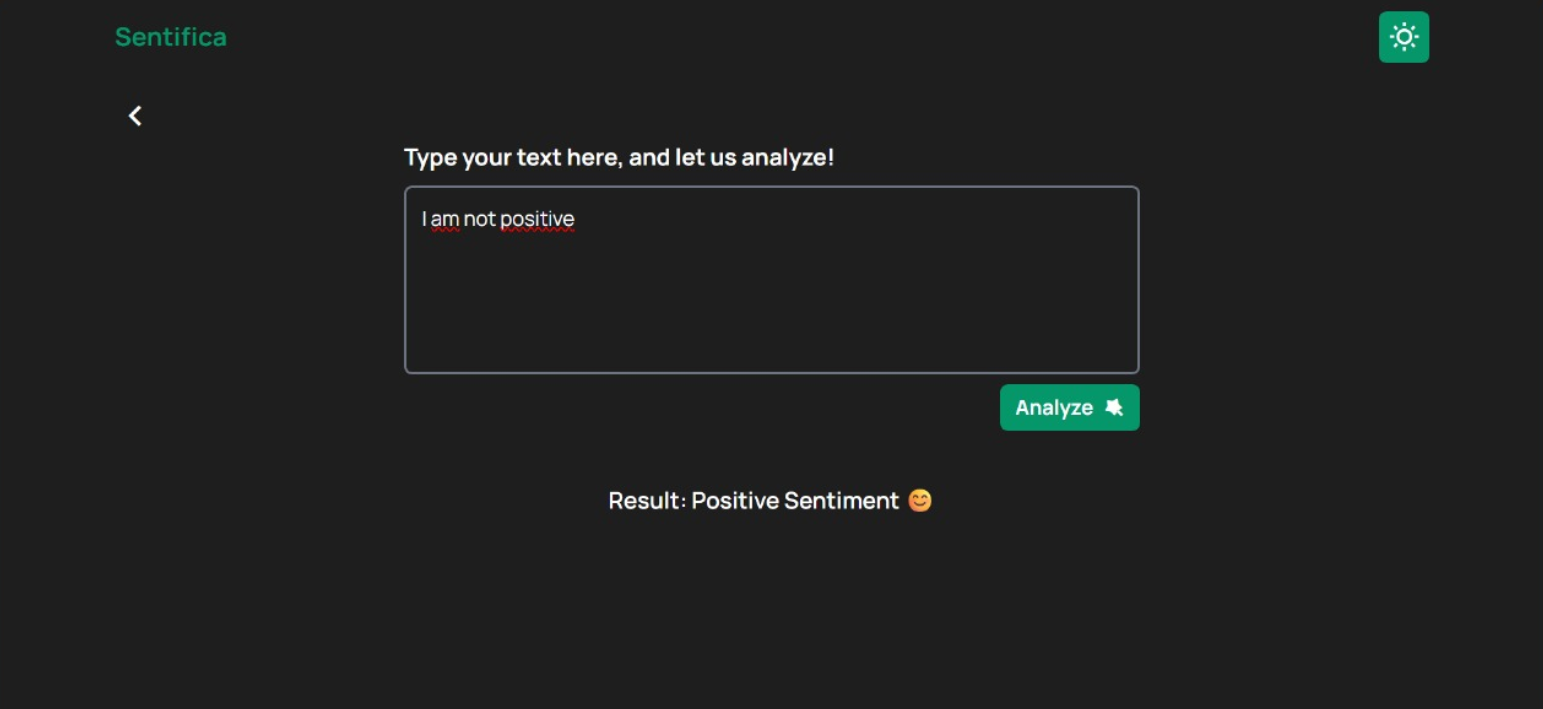 Sentifica
Type your text here, and let us analyze!
I am not positive
Analyze
Result: Positive Sentiment 😊